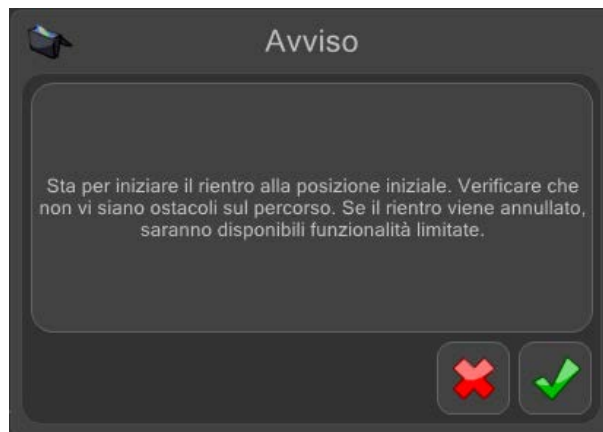 Avviso
Sta per iniziare il rientro alla posizione iniziale. Verificare che
non vi siano ostacoli sul percorso. Se il rientro viene annullato,
saranno disponibili funzionalità limitate.